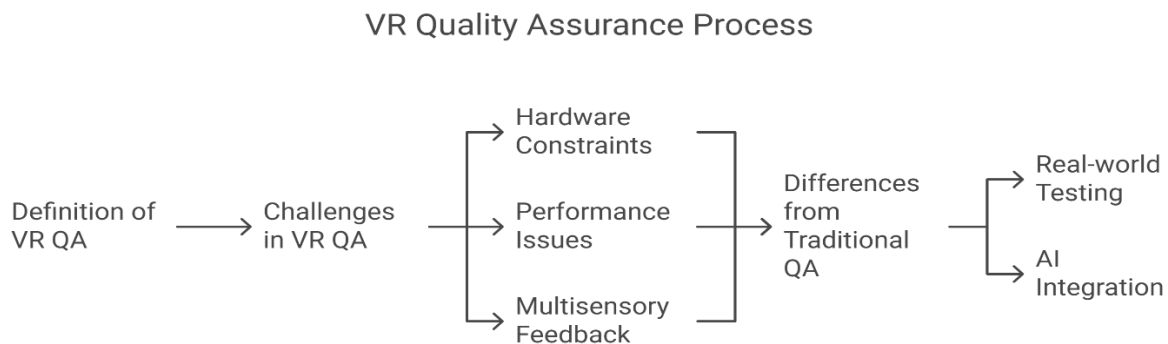 VR Quality Assurance Process
Definition of
VR QA
Challenges
in VR QA
Hardware
Constraints
Performance
Issues
Multisensory
Feedback
Differences
from
Traditional
QA
Real-world
Testing
AI
Integration